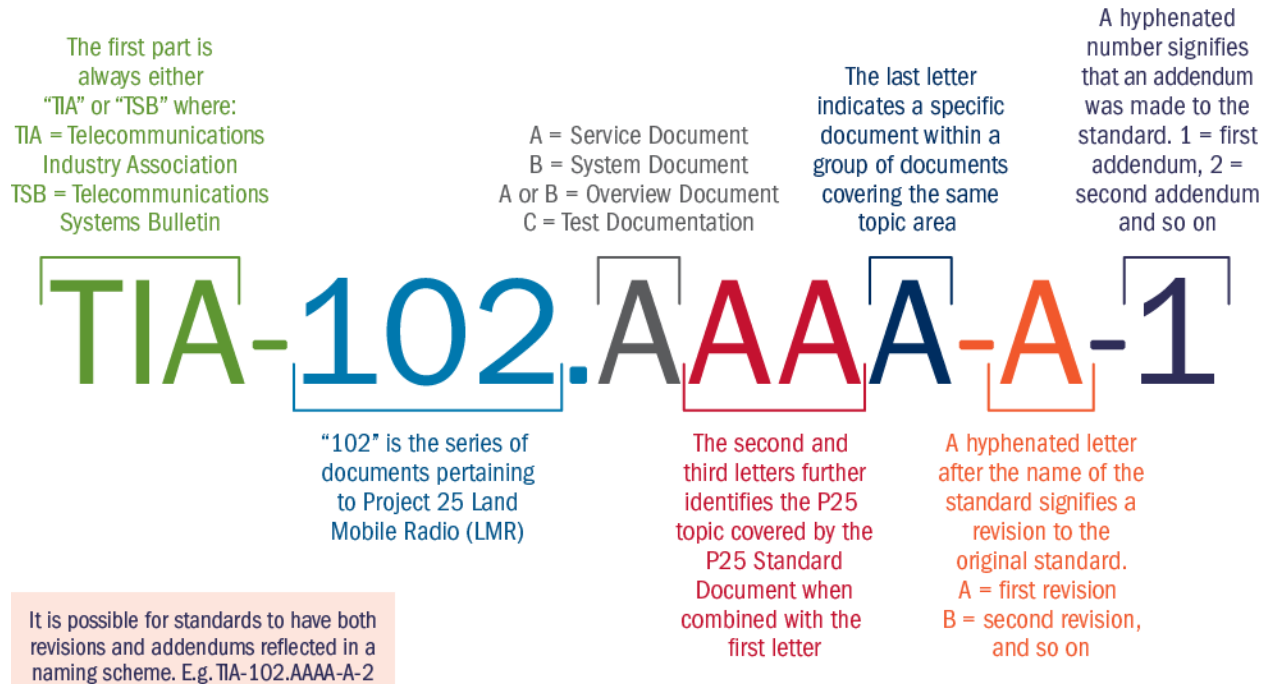 The first part is
always either
“TIA” or “TSB” where:
TIA = Telecommunications
Industry Association
TSB = Telecommunications
Systems Bulletin
A = Service Document
B = System Document
A or B = Overview Document
C = Test Documentation
The last letter
indicates a specific
document within a
group of documents
covering the same
topic area
A hyphenated
number signifies
that an addendum
was made to the
standard. 1 = first
addendum, 2 =
second addendum
and so on
TIA-102.AAAA-A-1
“102” is the series of
documents pertaining
to Project 25 Land
Mobile Radio (LMR)
The second and
third letters further
identifies the P25
topic covered by the
P25 Standard
Document when
combined with the
first letter
A hyphenated letter
after the name of the
standard signifies a
revision to the
original standard.
A = first revision
B = second revision,
and so on
It is possible for standards to have both
revisions and addendums reflected in a
naming scheme. E.g. TIA-102.AAAA-A-2